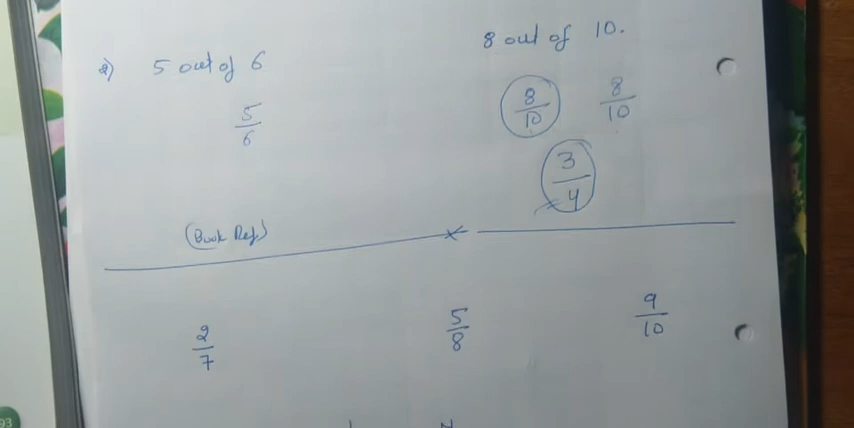 a) 5 out of 6
8 out of 10.
5/6
8/10 8/10
3/4
(Book Ref)
2/7 5/8 9/10
93